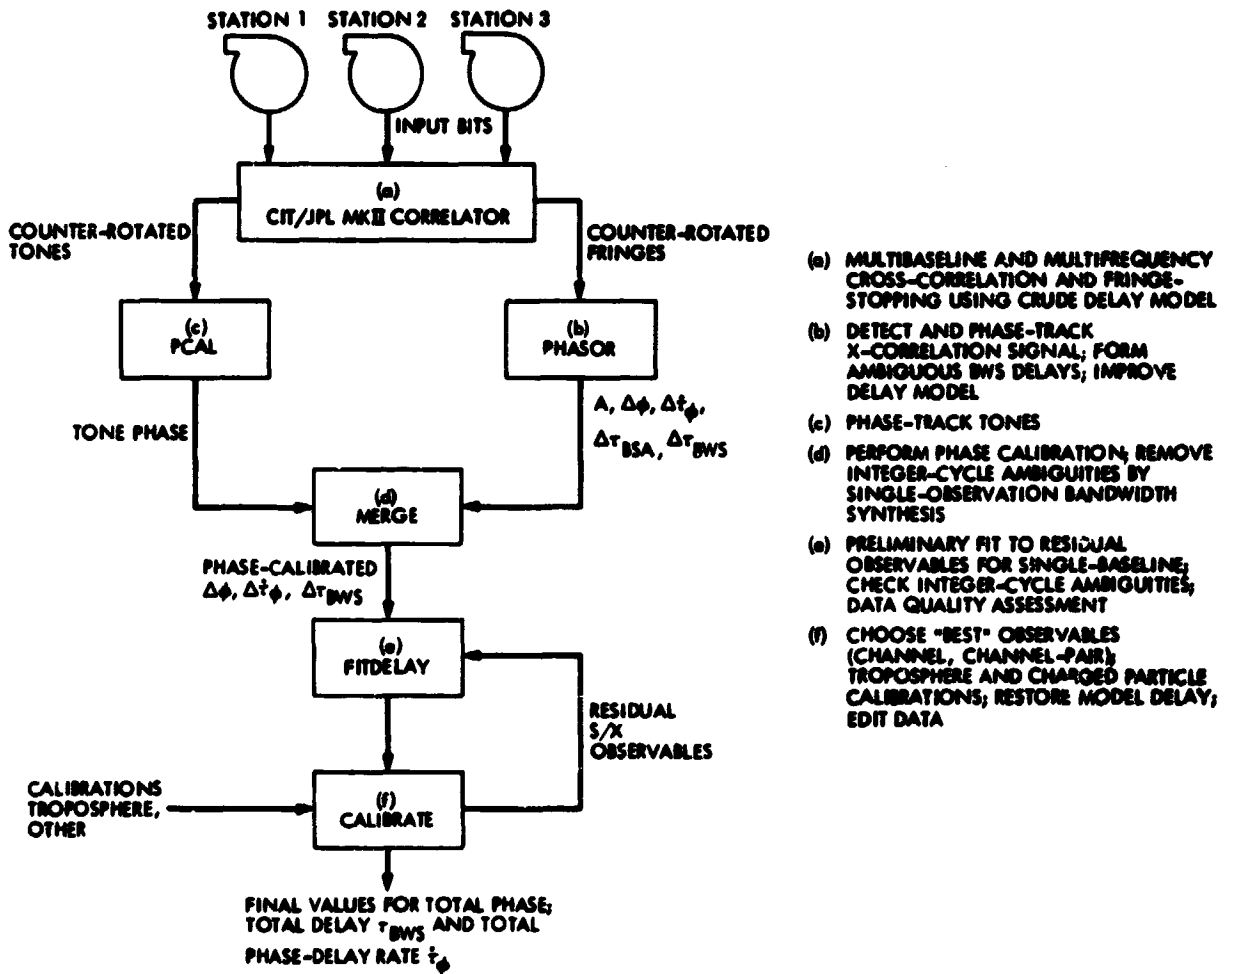 STATION 1 STATION 2 STATION 3
INPUT BITS
(a)
CIT/JPL MKII CORRELATOR
COUNTER-ROTATED
TONES
COUNTER-ROTATED
FRINGES
(c)
PCAL
(b)
PHASOR
TONE PHASE
A, Δϕ, Δτ̇ϕ,
ΔτBSA, ΔτBWS
(d)
MERGE
PHASE-CALIBRATED
Δϕ, Δτ̇ϕ, ΔτBWS
(e)
FITDELAY
RESIDUAL
S/X
OBSERVABLES
CALIBRATIONS
TROPOSPHERE,
OTHER
(f)
CALIBRATE
FINAL VALUES FOR TOTAL PHASE;
TOTAL DELAY τBWS AND TOTAL
PHASE-DELAY RATE τ̇ϕ
(a) MULTIBASELINE AND MULTIFREQUENCY
CROSS-CORRELATION AND FRINGE-
STOPPING USING CRUDE DELAY MODEL
(b) DETECT AND PHASE-TRACK
X-CORRELATION SIGNAL; FORM
AMBIGUOUS BWS DELAYS; IMPROVE
DELAY MODEL
(c) PHASE-TRACK TONES
(d) PERFORM PHASE CALIBRATION; REMOVE
INTEGER-CYCLE AMBIGUITIES BY
SINGLE-OBSERVATION BANDWIDTH
SYNTHESIS
(e) PRELIMINARY FIT TO RESIDUAL
OBSERVABLES FOR SINGLE-BASELINE;
CHECK INTEGER-CYCLE AMBIGUITIES;
DATA QUALITY ASSESSMENT
(f) CHOOSE "BEST" OBSERVABLES
(CHANNEL, CHANNEL-PAIR);
TROPOSPHERE AND CHARGED PARTICLE
CALIBRATIONS; RESTORE MODEL DELAY;
EDIT DATA